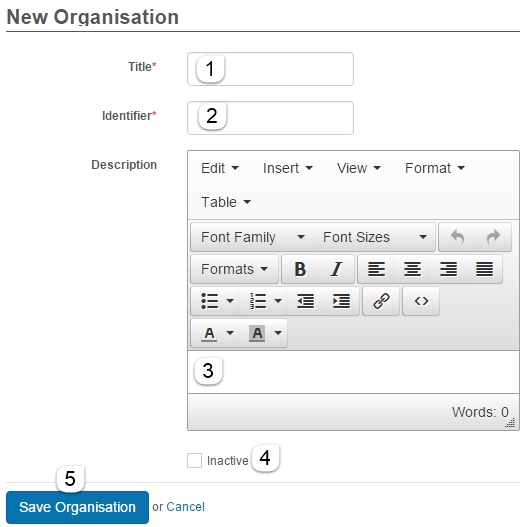 New Organisation
Title* 1
Identifier* 2
Description Edit Insert View Format
Table
Font Family Font Sizes
Formats B I
A A
3
Words: 0
Inactive 4
5
Save Organisation or Cancel